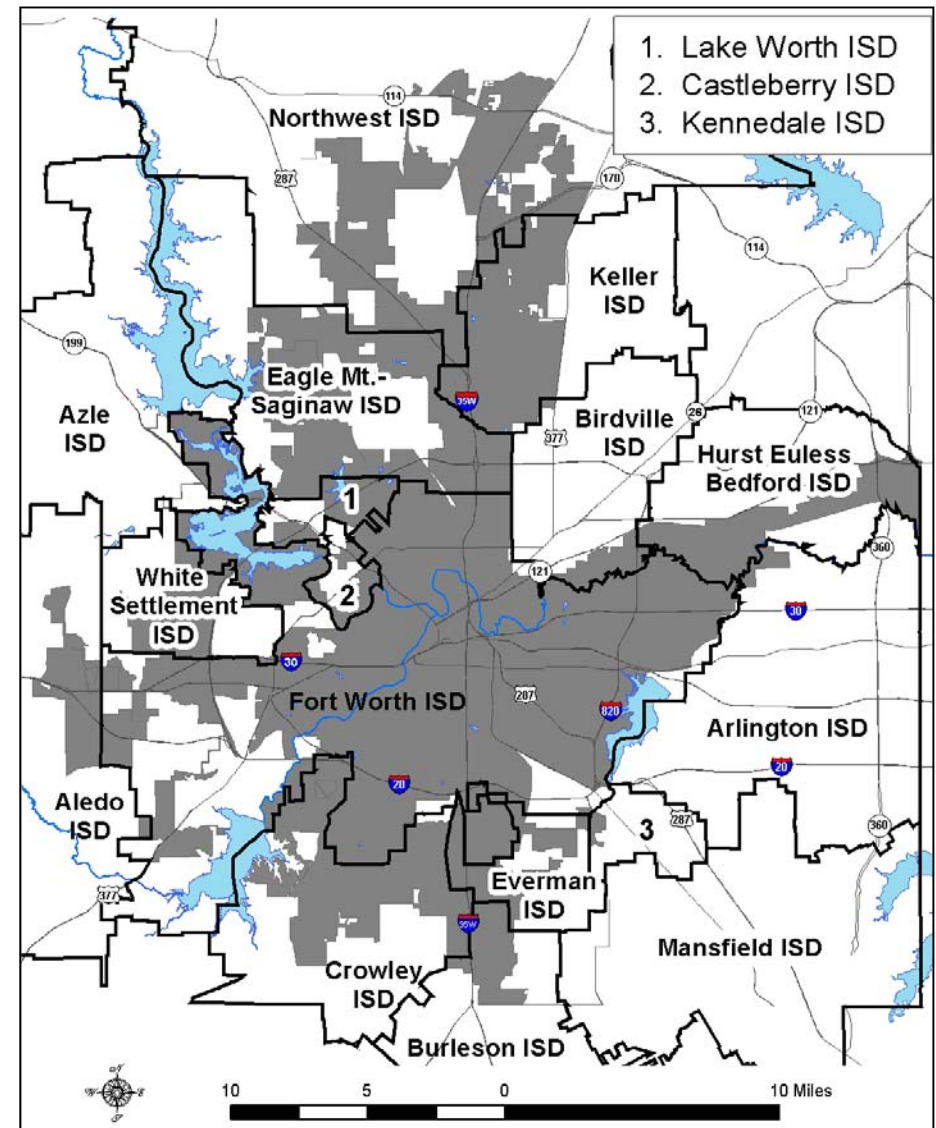 1. Lake Worth ISD
2. Castleberry ISD
3. Kennedale ISD
114
Northwest ISD
287
170
114
Keller
ISD
199
Eagle Mt.-
Saginaw ISD
35W
Azle
ISD
Birdville
ISD
377
26
121
Hurst Euless
Bedford ISD
1
360
121
White
Settlement
ISD
2
30
30
Fort Worth ISD
287
820
Arlington ISD
20
20
Aledo
ISD
3
287
360
377
Everman
ISD
35W
Mansfield ISD
Crowley
ISD
Burleson ISD
N
W
E
S
10
5
0
10 Miles